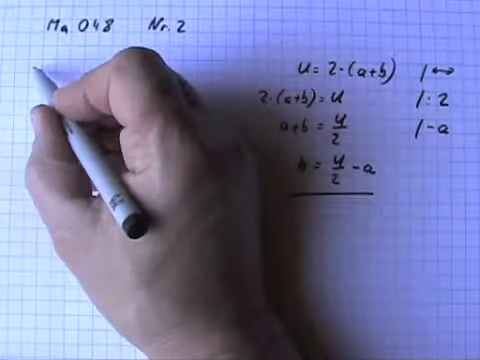 Ma 048 Nr. 2
u = 2·(a+b) | ↔
2·(a+b) = u | : 2
a+b = u/2 | -a
b = u/2 - a